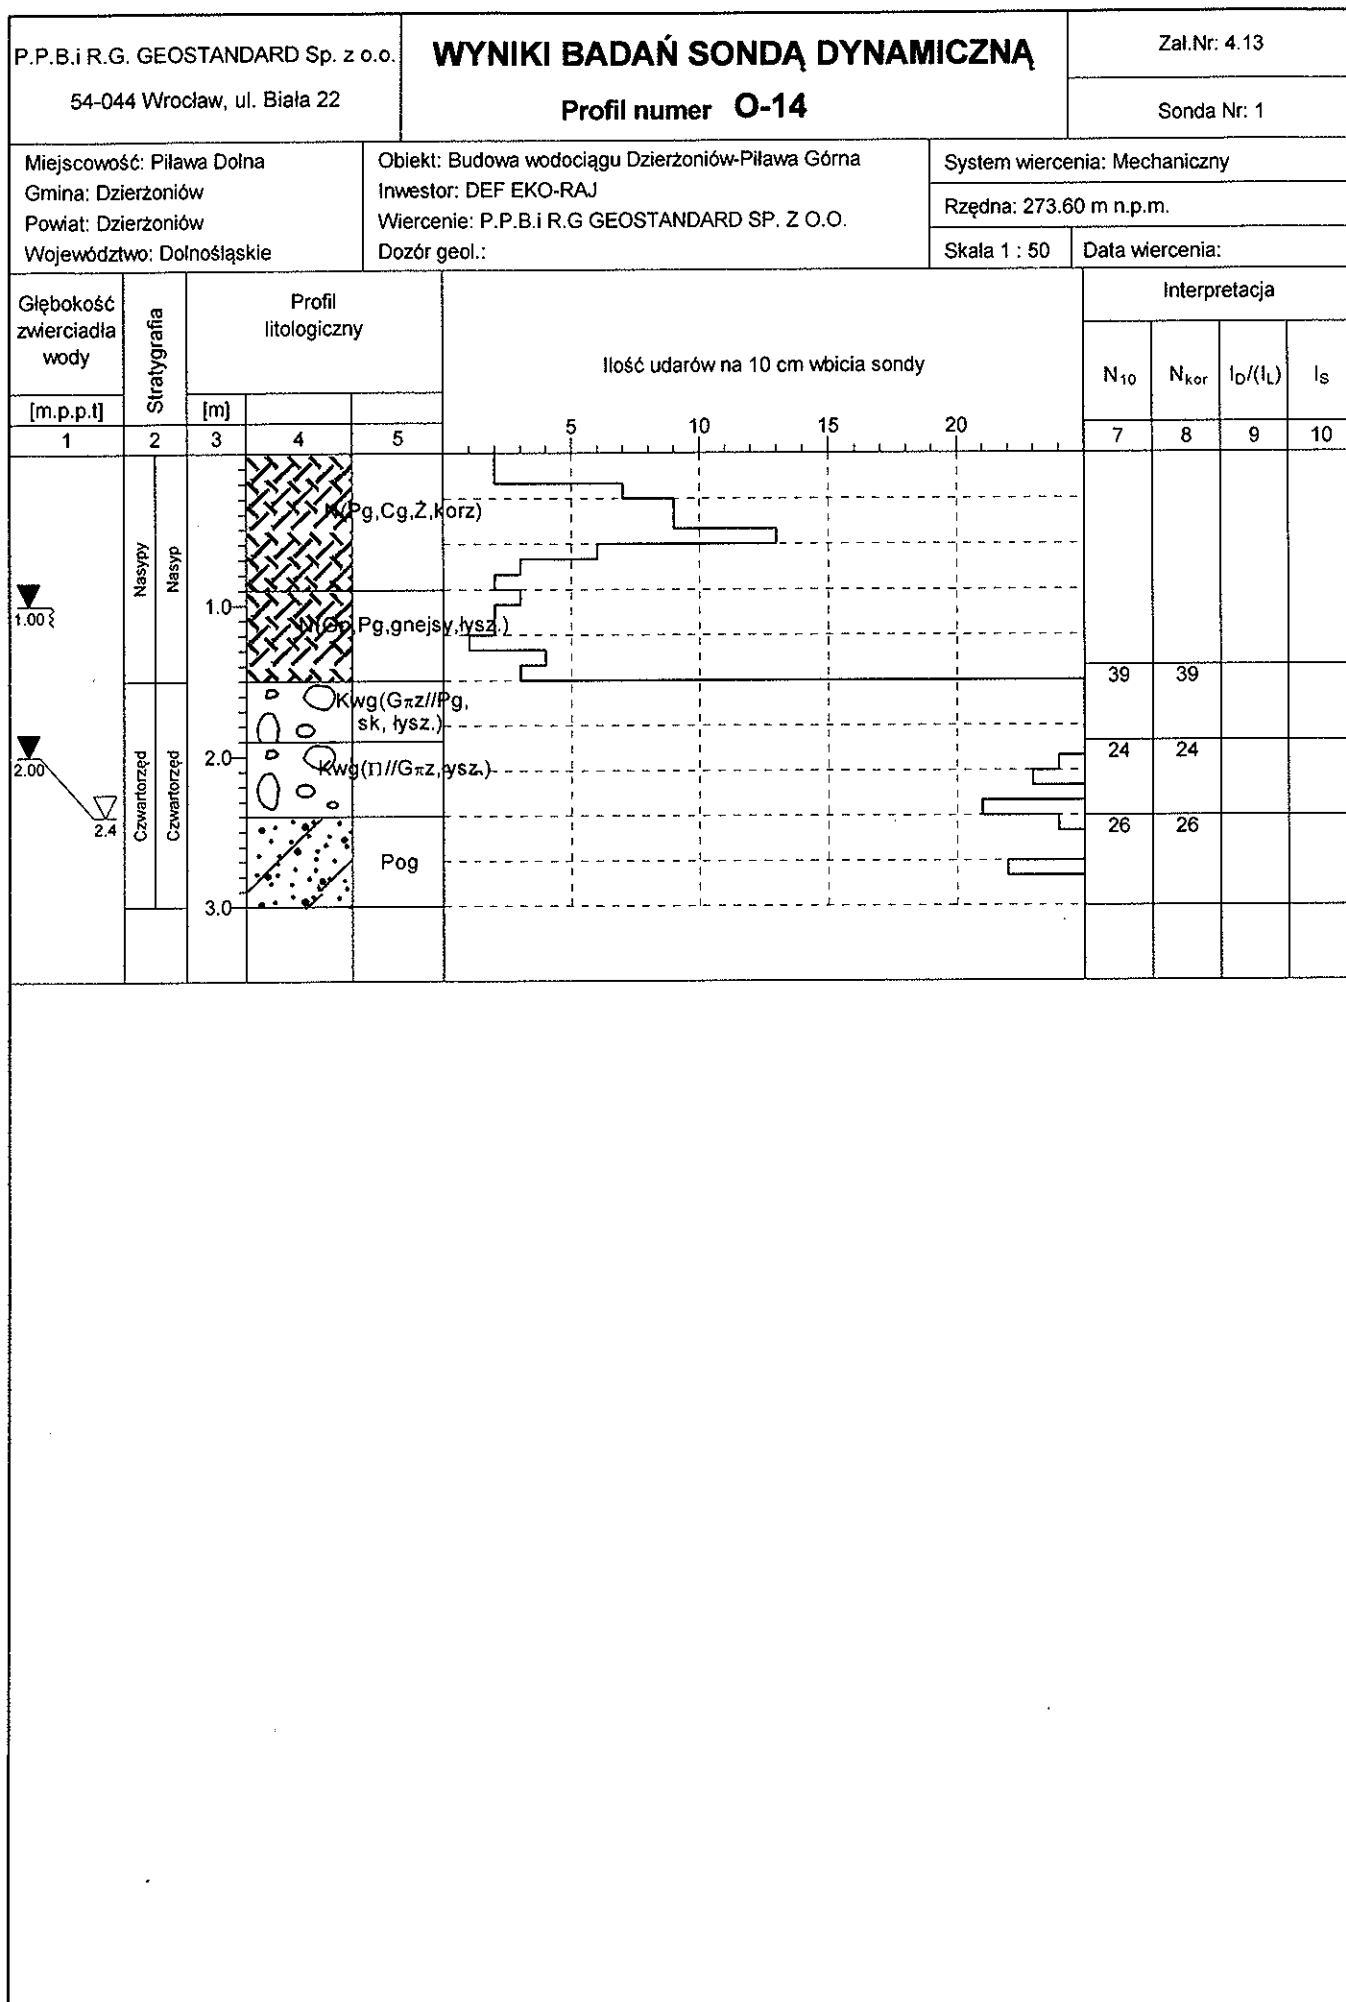 P.P.B.i R.G. GEOSTANDARD Sp. z o.o.
54-044 Wrocław, ul. Biała 22
WYNIKI BADAŃ SONDĄ DYNAMICZNĄ
Profil numer O-14
Zał.Nr: 4.13
Sonda Nr: 1
Miejscowość: Piława Dolna
Gmina: Dzierżoniów
Powiat: Dzierżoniów
Województwo: Dolnośląskie
Obiekt: Budowa wodociągu Dzierżoniów-Piława Górna
Inwestor: DEF EKO-RAJ
Wiercenie: P.P.B.i R.G GEOSTANDARD SP. Z O.O.
Dozór geol.:
System wiercenia: Mechaniczny
Rzędna: 273.60 m n.p.m.
Skala 1 : 50
Data wiercenia:
Głębokość
zwierciadła
wody
[m.p.p.t]
Stratygrafia
Profil
litologiczny
[m]
Ilość udarów na 10 cm wbicia sondy
Interpretacja
N10
Nkor
ID/(IL)
IS
1 2 3 4 5
5 10 15 20
7 8 9 10
Nasypy
Nasyp
Czwartorzęd
Czwartorzęd
1.00
2.00
2.4
1.0
2.0
3.0
N(Pg,Cg,Ż,korz)
N(Gp,Pg,gnejsy,łysz.)
Kwg(Gπz//Pg,
sk, łysz.)
Kwg(Π//Gπz,łysz.)
Pog
39 39
24 24
26 26